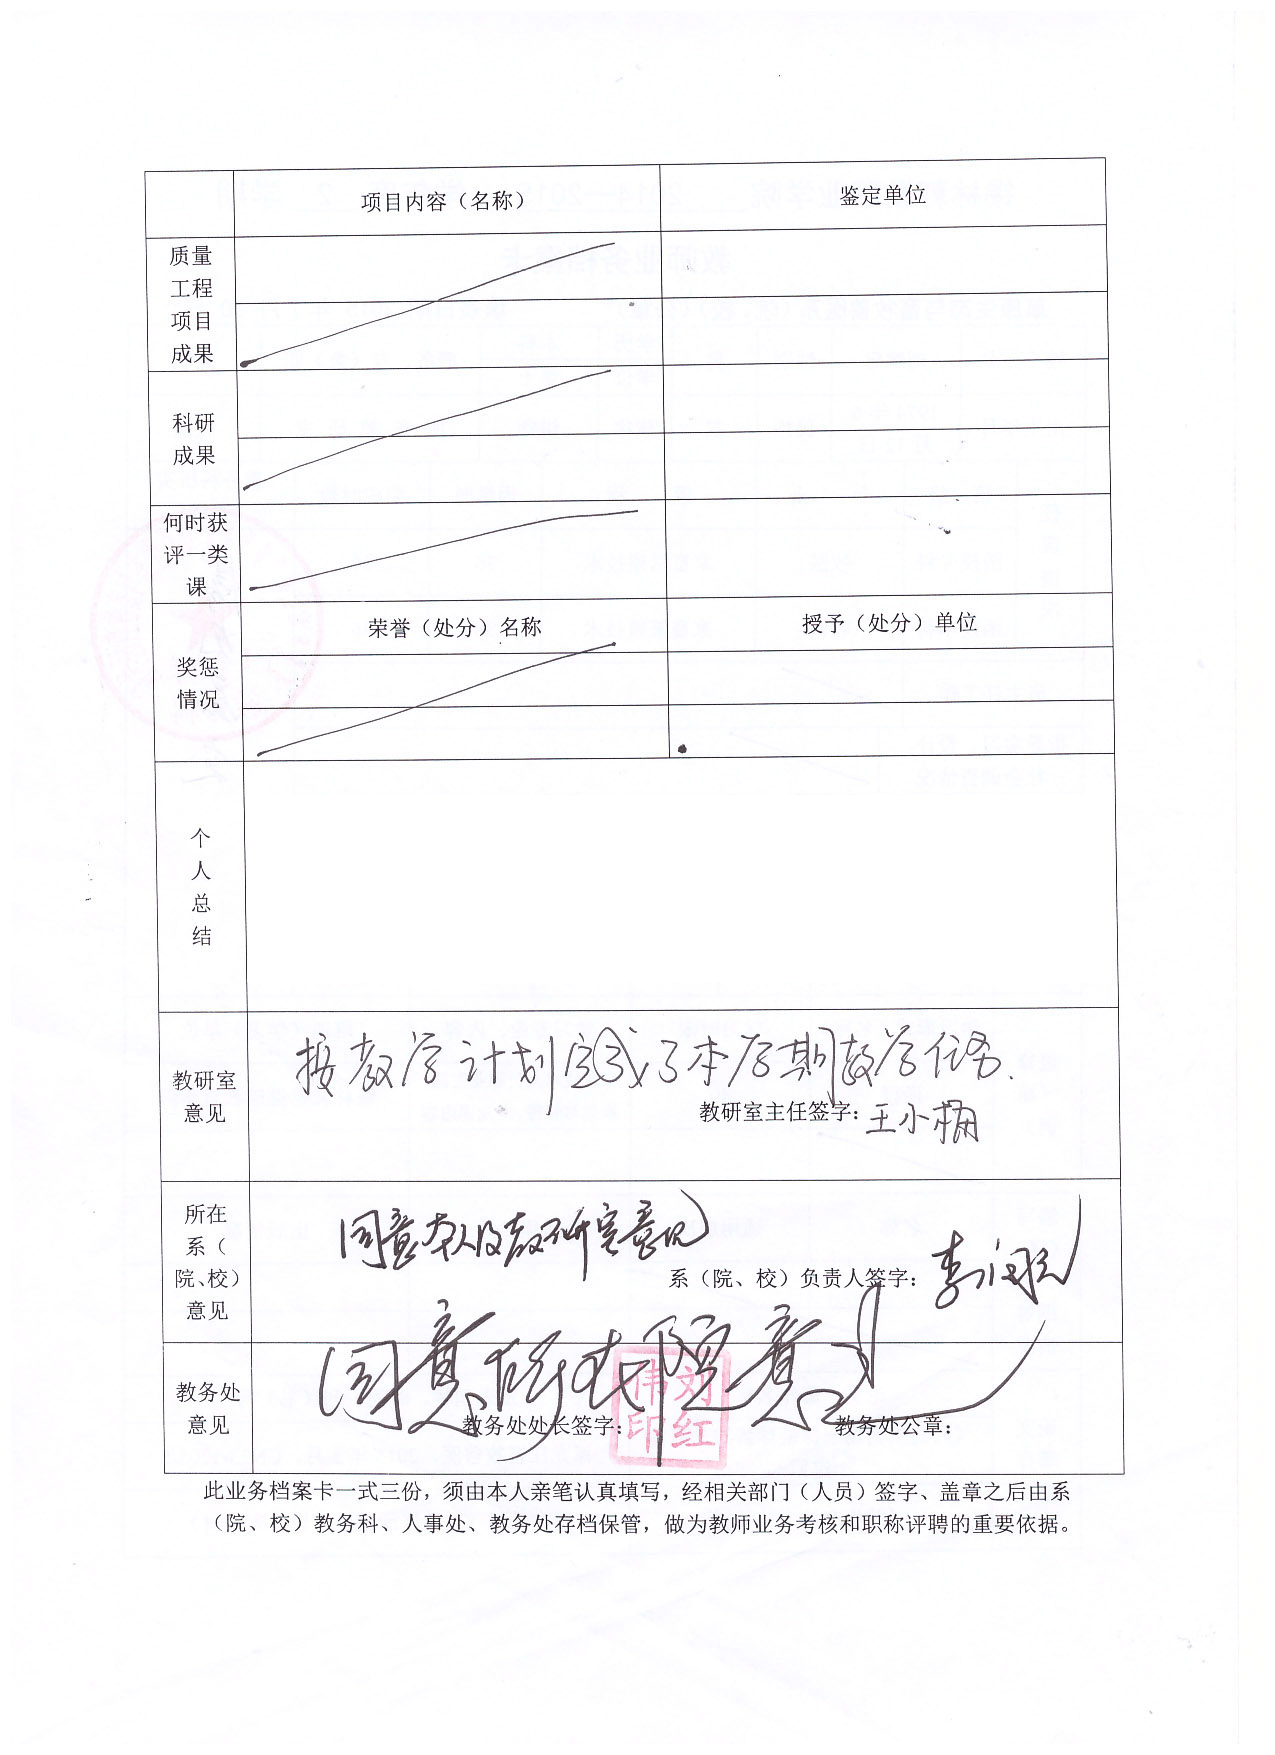 项目内容（名称）
鉴定单位
质量
工程
项目
成果
科研
成果
何时获
评一类
课
奖惩
情况
荣誉（处分）名称
授予（处分）单位
个
人
总
结
教研室
意见
按教学计划完成了本学期教学任务.
教研室主任签字：王小楠
所在
系（
院、校）
意见
同意本人及教研室意见
系（院、校）负责人签字：李
教务处
意见
同意 意见
教务处处长签字：
刘红伟印
教务处公章：
此业务档案卡一式三份，须由本人亲笔认真填写，经相关部门（人员）签字、盖章之后由系
（院、校）教务科、人事处、教务处存档保管，做为教师业务考核和职称评聘的重要依据。